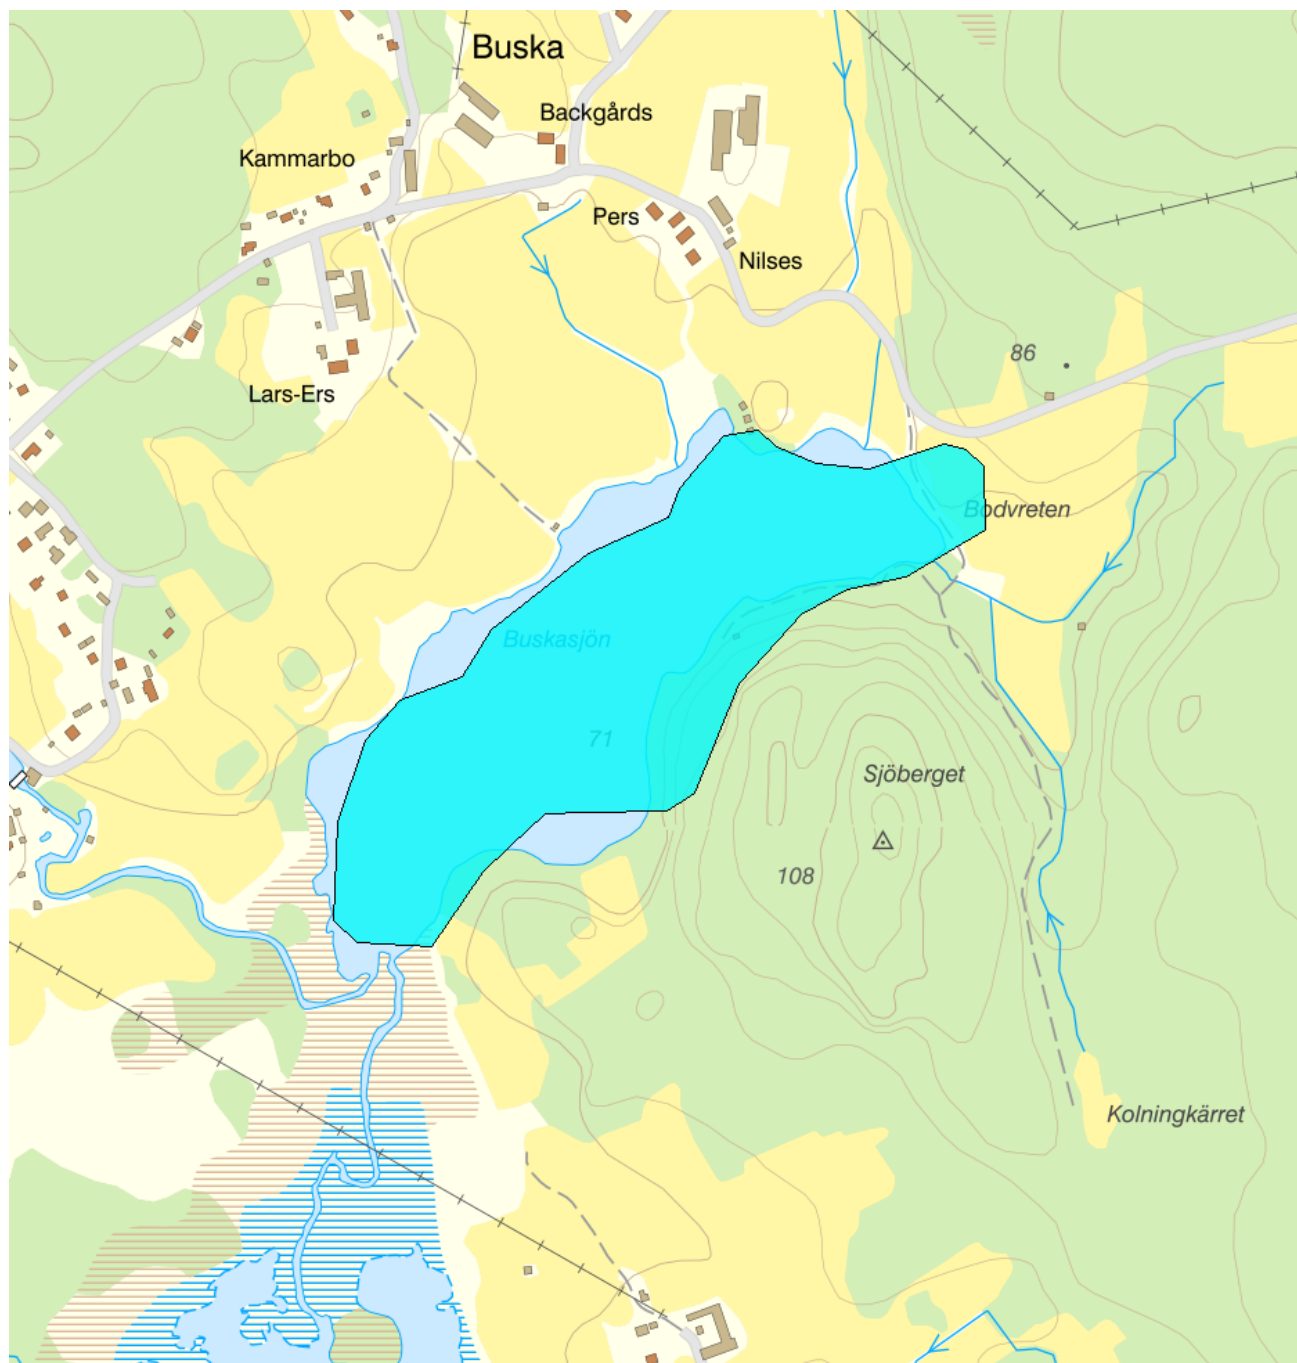 Buska
Backgårds
Kammarbo
Pers
Nilses
86
Lars-Ers
Bodvreten
Buskasjön
71
Sjöberget
108
Kolningkärret